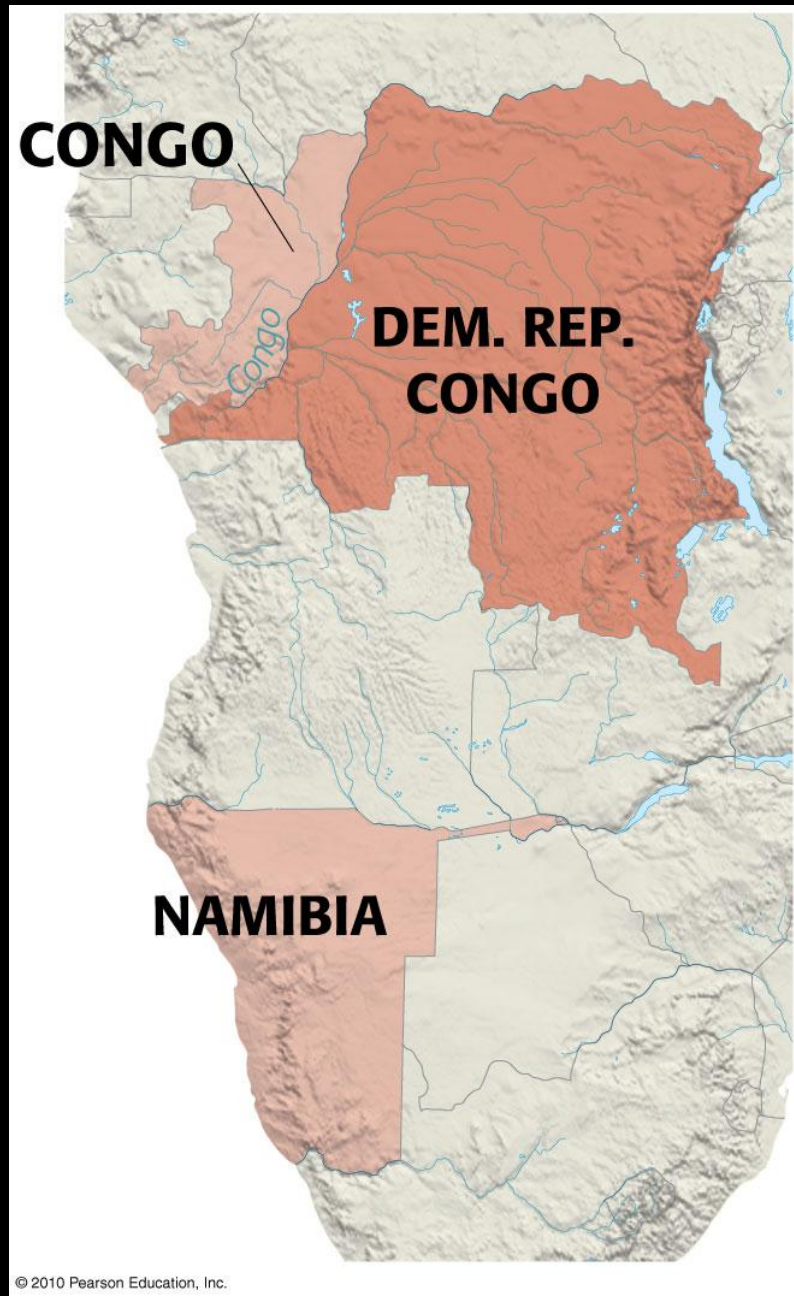 CONGO
Congo
DEM. REP.
CONGO
NAMIBIA
© 2010 Pearson Education, Inc.